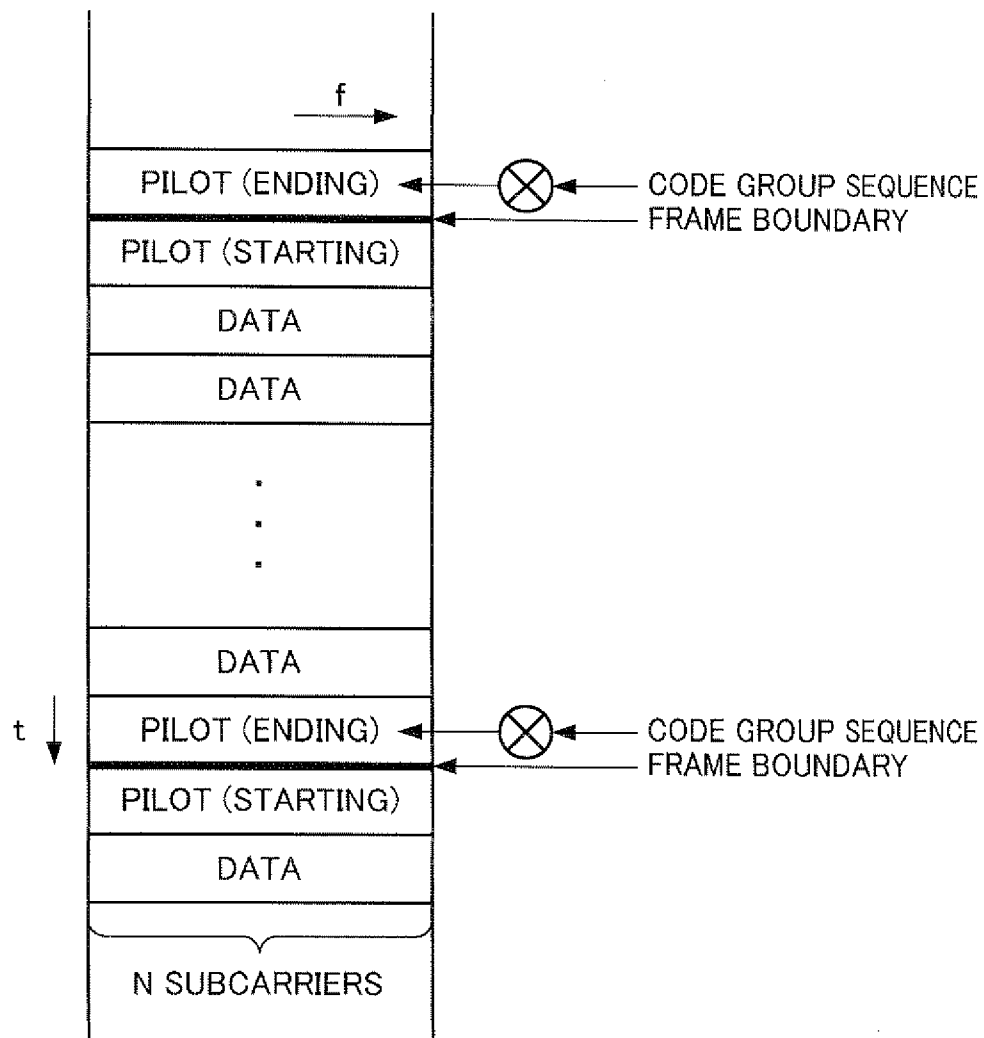 f
PILOT (ENDING)
CODE GROUP SEQUENCE
FRAME BOUNDARY
PILOT (STARTING)
DATA
DATA
DATA
t
PILOT (ENDING)
CODE GROUP SEQUENCE
FRAME BOUNDARY
PILOT (STARTING)
DATA
N SUBCARRIERS